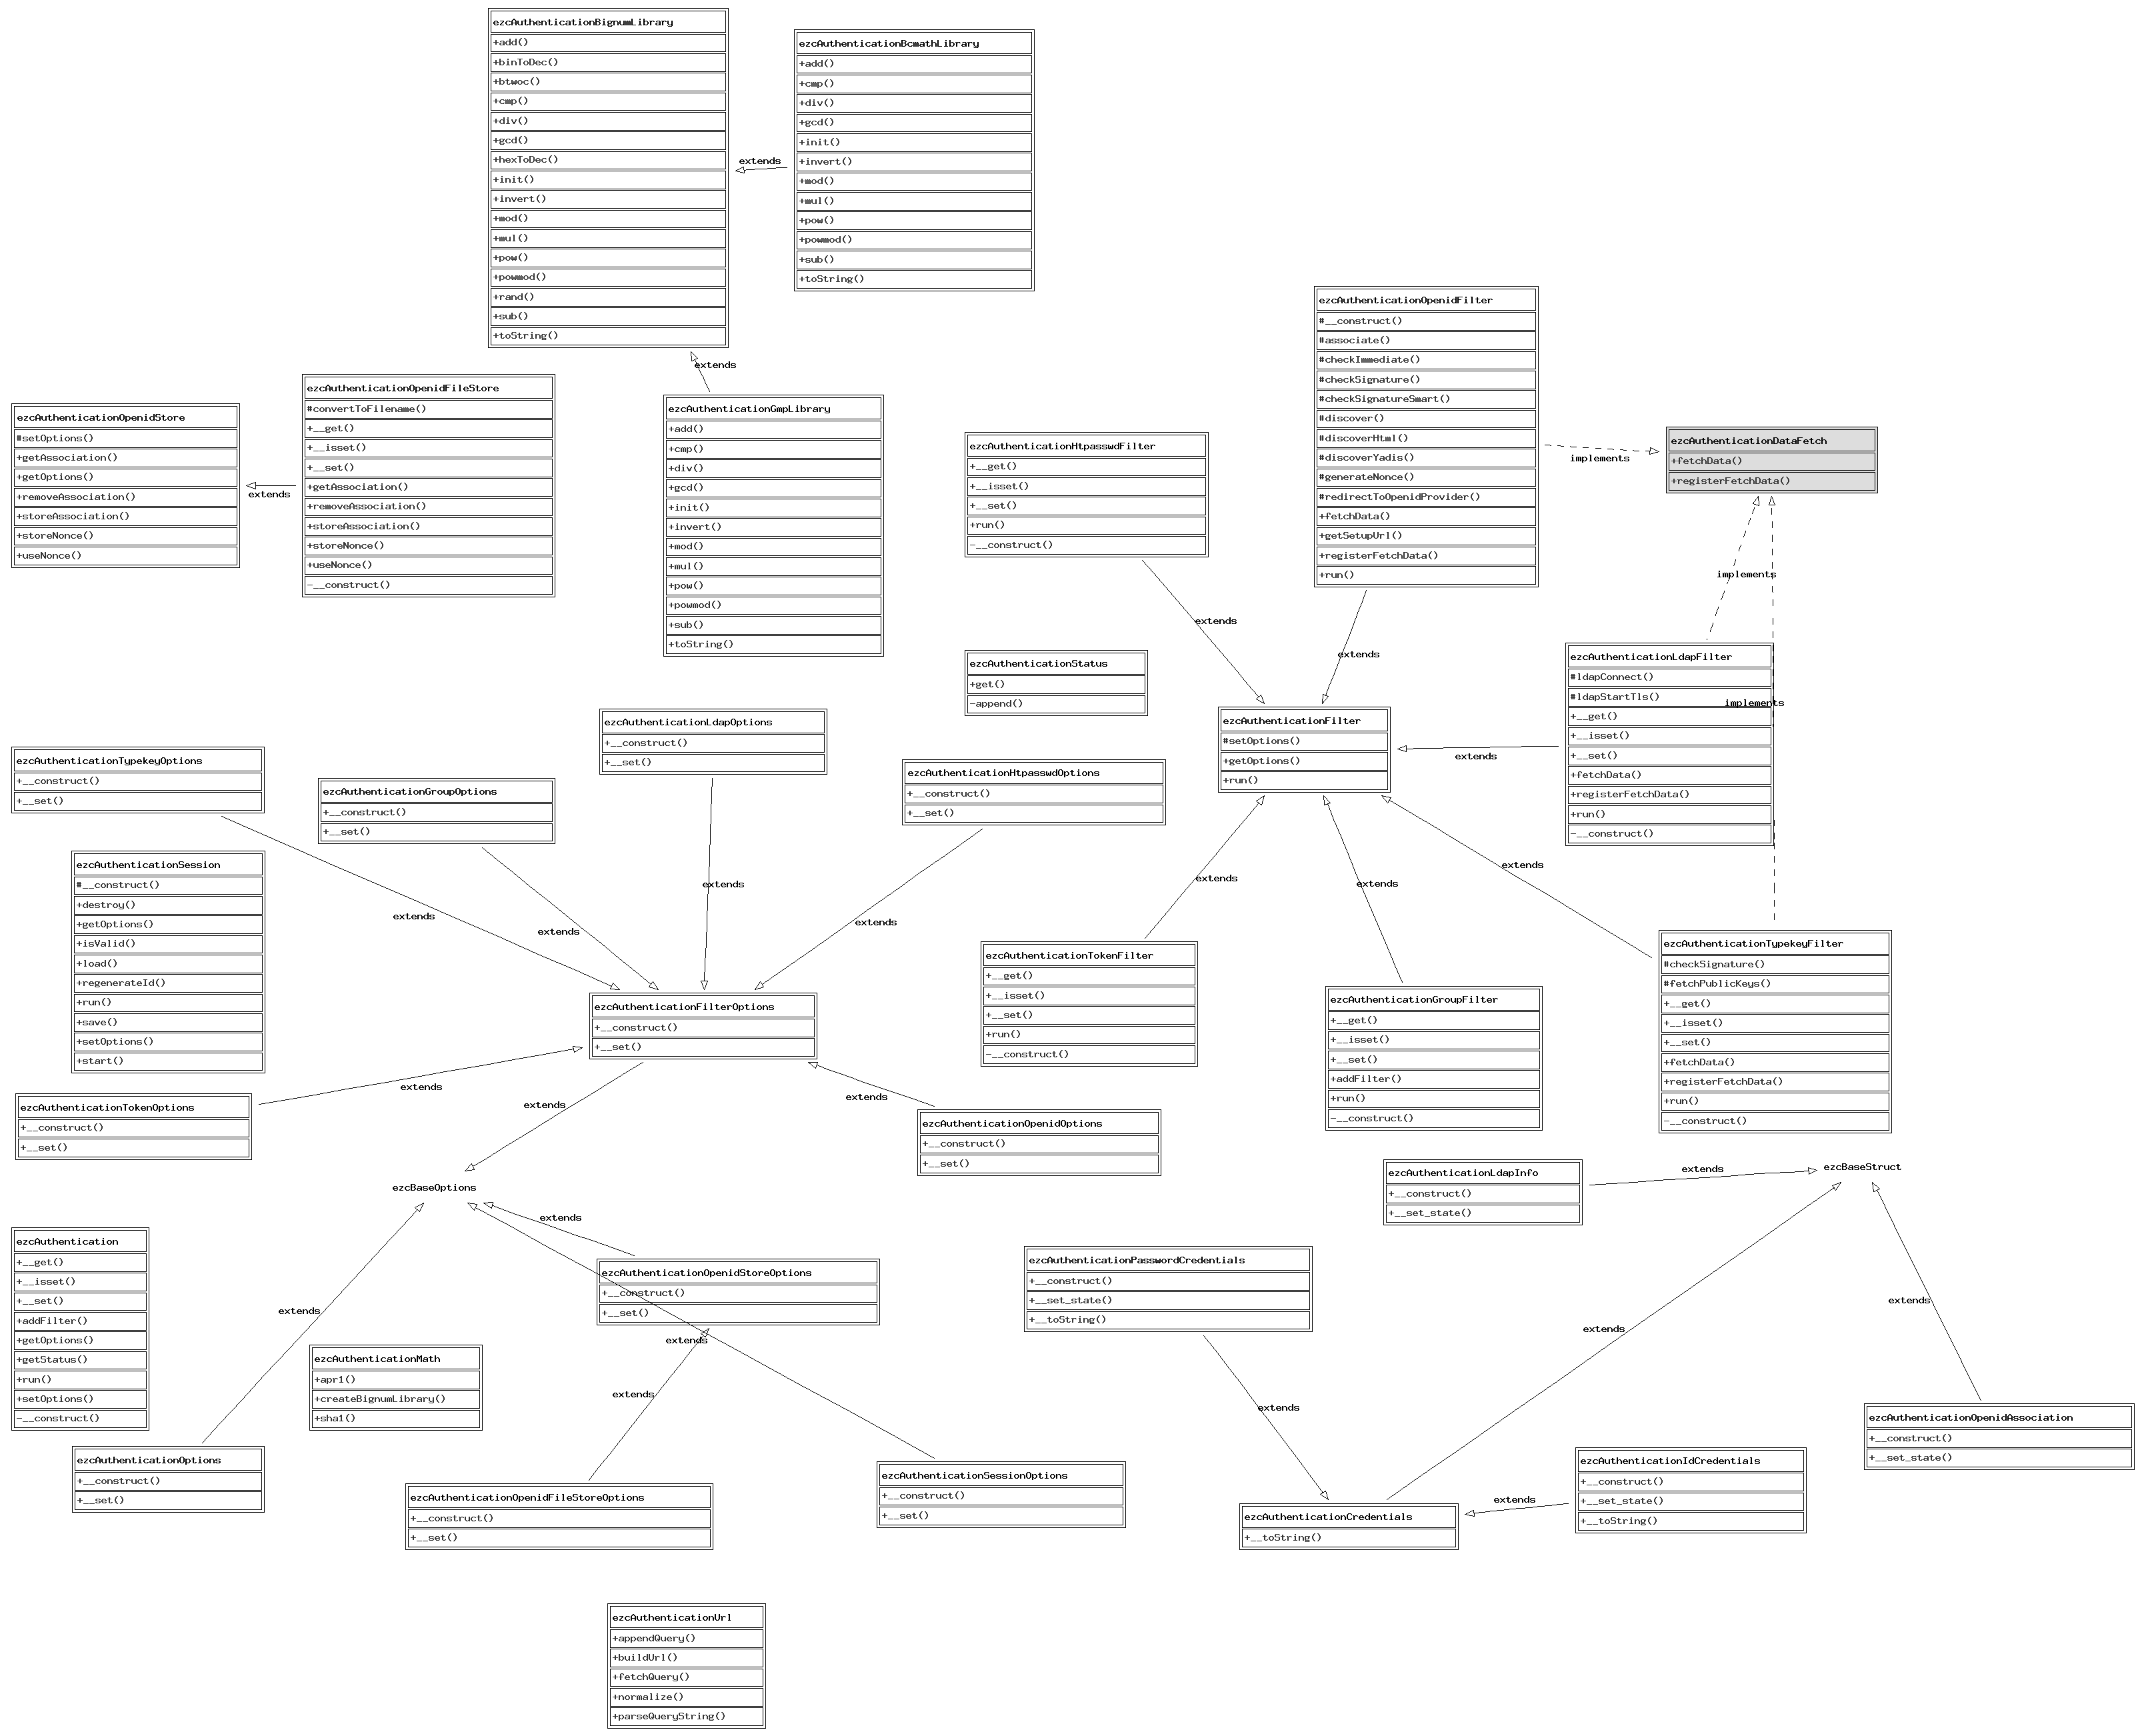 ezcAuthenticationBignumLibrary
+add()
+binToDec()
+btwoc()
+cmp()
+div()
+gcd()
+hexToDec()
+init()
+invert()
+mod()
+mul()
+pow()
+powmod()
+rand()
+sub()
+toString()
extends
ezcAuthenticationBcmathLibrary
+add()
+cmp()
+div()
+gcd()
+init()
+invert()
+mod()
+mul()
+pow()
+powmod()
+sub()
+toString()
extends
ezcAuthenticationOpenidStore
#setOptions()
+getAssociation()
+getOptions()
+removeAssociation()
+storeAssociation()
+storeNonce()
+useNonce()
extends
ezcAuthenticationOpenidFileStore
#convertToFilename()
+__get()
+__isset()
+__set()
+getAssociation()
+removeAssociation()
+storeAssociation()
+storeNonce()
+useNonce()
-__construct()
ezcAuthenticationGmpLibrary
+add()
+cmp()
+div()
+gcd()
+init()
+invert()
+mod()
+mul()
+pow()
+powmod()
+sub()
+toString()
ezcAuthenticationHtpasswdFilter
+__get()
+__isset()
+__set()
+run()
-__construct()
extends
ezcAuthenticationOpenidFilter
#__construct()
#associate()
#checkImmediate()
#checkSignature()
#checkSignatureSmart()
#discover()
#discoverHtml()
#discoverYadis()
#generateNonce()
#redirectToOpenidProvider()
+fetchData()
+getSetupUrl()
+registerFetchData()
+run()
implements
extends
ezcAuthenticationDataFetch
+fetchData()
+registerFetchData()
implements
implements
ezcAuthenticationStatus
+get()
-append()
ezcAuthenticationFilter
#setOptions()
+getOptions()
+run()
extends
ezcAuthenticationLdapFilter
#ldapConnect()
#ldapStartTls()
+__get()
+__isset()
+__set()
+fetchData()
+registerFetchData()
+run()
-__construct()
ezcAuthenticationTypekeyOptions
+__construct()
+__set()
extends
ezcAuthenticationGroupOptions
+__construct()
+__set()
extends
ezcAuthenticationLdapOptions
+__construct()
+__set()
extends
ezcAuthenticationHtpasswdOptions
+__construct()
+__set()
extends
extends
extends
extends
ezcAuthenticationSession
#__construct()
+destroy()
+getOptions()
+isValid()
+load()
+regenerateId()
+run()
+save()
+setOptions()
+start()
ezcAuthenticationFilterOptions
+__construct()
+__set()
ezcAuthenticationTokenFilter
+__get()
+__isset()
+__set()
+run()
-__construct()
ezcAuthenticationGroupFilter
+__get()
+__isset()
+__set()
+addFilter()
+run()
-__construct()
ezcAuthenticationTypekeyFilter
#checkSignature()
#fetchPublicKeys()
+__get()
+__isset()
+__set()
+fetchData()
+registerFetchData()
+run()
-__construct()
ezcAuthenticationTokenOptions
+__construct()
+__set()
extends
extends
extends
ezcAuthenticationOpenidOptions
+__construct()
+__set()
ezcBaseOptions
ezcAuthenticationLdapInfo
+__construct()
+__set_state()
extends
ezcBaseStruct
ezcAuthentication
+__get()
+__isset()
+__set()
+addFilter()
+getOptions()
+getStatus()
+run()
+setOptions()
-__construct()
extends
extends
ezcAuthenticationOpenidStoreOptions
+__construct()
+__set()
extends
extends
ezcAuthenticationPasswordCredentials
+__construct()
+__set_state()
+__toString()
extends
extends
extends
ezcAuthenticationMath
+apr1()
+createBignumLibrary()
+sha1()
ezcAuthenticationOptions
+__construct()
+__set()
ezcAuthenticationOpenidFileStoreOptions
+__construct()
+__set()
ezcAuthenticationSessionOptions
+__construct()
+__set()
ezcAuthenticationCredentials
+__toString()
extends
ezcAuthenticationIdCredentials
+__construct()
+__set_state()
+__toString()
ezcAuthenticationOpenidAssociation
+__construct()
+__set_state()
ezcAuthenticationUrl
+appendQuery()
+buildUrl()
+fetchQuery()
+normalize()
+parseQueryString()